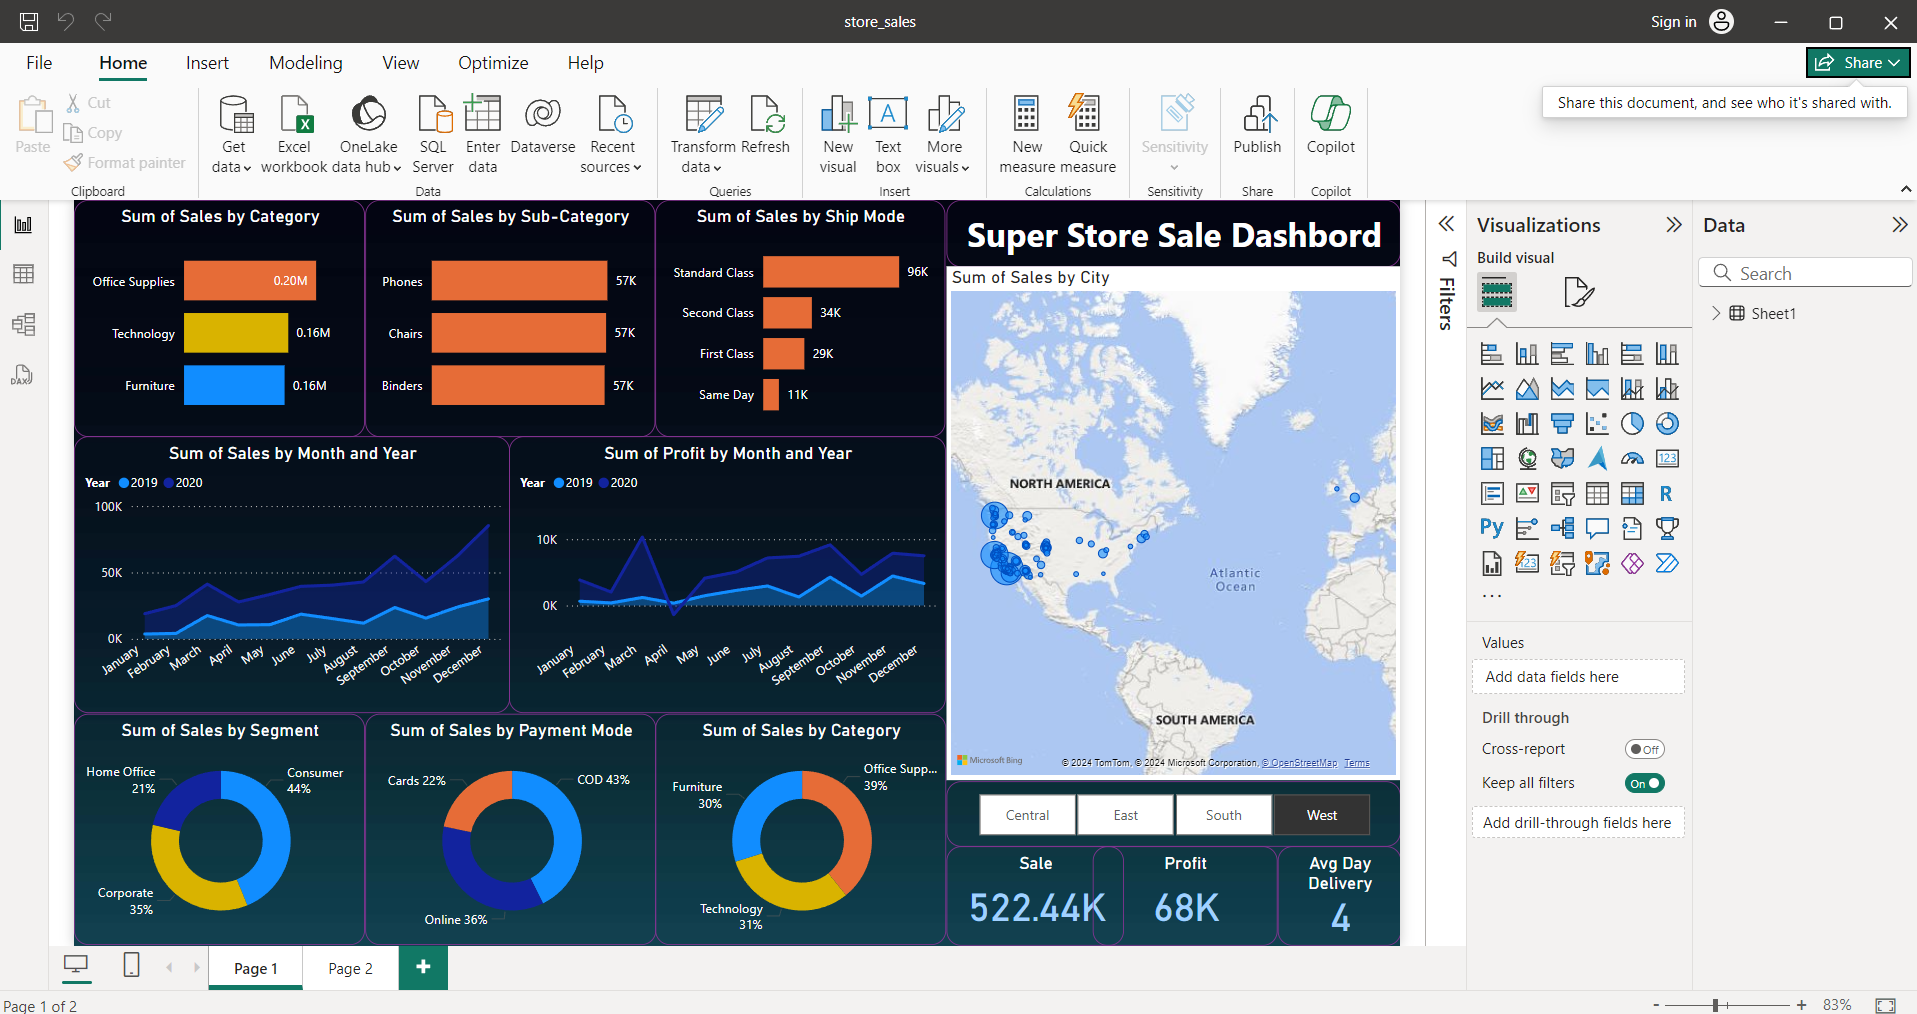 store_sales
Sign in
File Home Insert Modeling View Optimize Help
Share
Share this document, and see who it's shared with.
Paste
Cut
Copy
Format painter
Clipboard
Get data
Excel workbook
OneLake data hub
SQL Server
Enter data
Dataverse
Recent sources
Data
Transform data
Refresh
Queries
New visual
Text box
More visuals
Insert
New measure
Quick measure
Calculations
Sensitivity
Sensitivity
Publish
Share
Copilot
Copilot
DAX
Sum of Sales by Category
Office Supplies 0.20M
Technology 0.16M
Furniture 0.16M
Sum of Sales by Sub-Category
Phones 57K
Chairs 57K
Binders 57K
Sum of Sales by Ship Mode
Standard Class 96K
Second Class 34K
First Class 29K
Same Day 11K
Super Store Sale Dashbord
Sum of Sales by City
NORTH AMERICA
Atlantic
Ocean
SOUTH AMERICA
Microsoft Bing
© 2024 TomTom, © 2024 Microsoft Corporation, © OpenStreetMap Terms
Sum of Sales by Month and Year
Year 2019 2020
100K
50K
0K
January February March April May June July August September October November December
Sum of Profit by Month and Year
Year 2019 2020
10K
0K
January February March April May June July August September October November December
Sum of Sales by Segment
Home Office
21%
Consumer
44%
Corporate
35%
Sum of Sales by Payment Mode
Cards 22%
COD 43%
Online 36%
Sum of Sales by Category
Furniture
30%
Office Supp...
39%
Technology
31%
Central East South West
Sale
522.44K
Profit
68K
Avg Day
Delivery
4
Filters
Visualizations
Build visual
123
R
Py
123
...
Values
Add data fields here
Drill through
Cross-report Off
Keep all filters On
Add drill-through fields here
Data
Search
Sheet1
Page 1
Page 2
+
Page 1 of 2
- + 83%